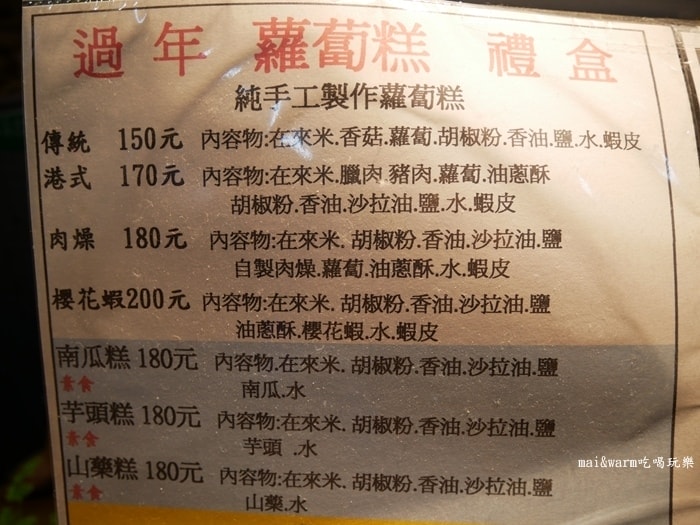 過年 蘿蔔糕 禮盒
純手工製作蘿蔔糕
傳統 150元 內容物:在來米.香菇.蘿蔔.胡椒粉.香油.鹽.水.蝦皮
港式 170元 內容物:在來米.臘肉.豬肉.蘿蔔.油蔥酥
胡椒粉.香油.沙拉油.鹽.水.蝦皮
肉燥 180元 內容物:在來米.胡椒粉.香油.沙拉油.鹽
自製肉燥.蘿蔔.油蔥酥.水.蝦皮
櫻花蝦200元 內容物:在來米.胡椒粉.香油.沙拉油.鹽
油蔥酥.櫻花蝦.水.蝦皮
南瓜糕 180元 內容物.在來米.胡椒粉.香油.沙拉油.鹽
素食 南瓜.水
芋頭糕 180元 內容物:在來米.胡椒粉.香油.沙拉油.鹽
素食 芋頭 .水
山藥糕 180元 內容物:在來米.胡椒粉.香油.沙拉油.鹽
素食 山藥.水
mai&warm吃喝玩樂